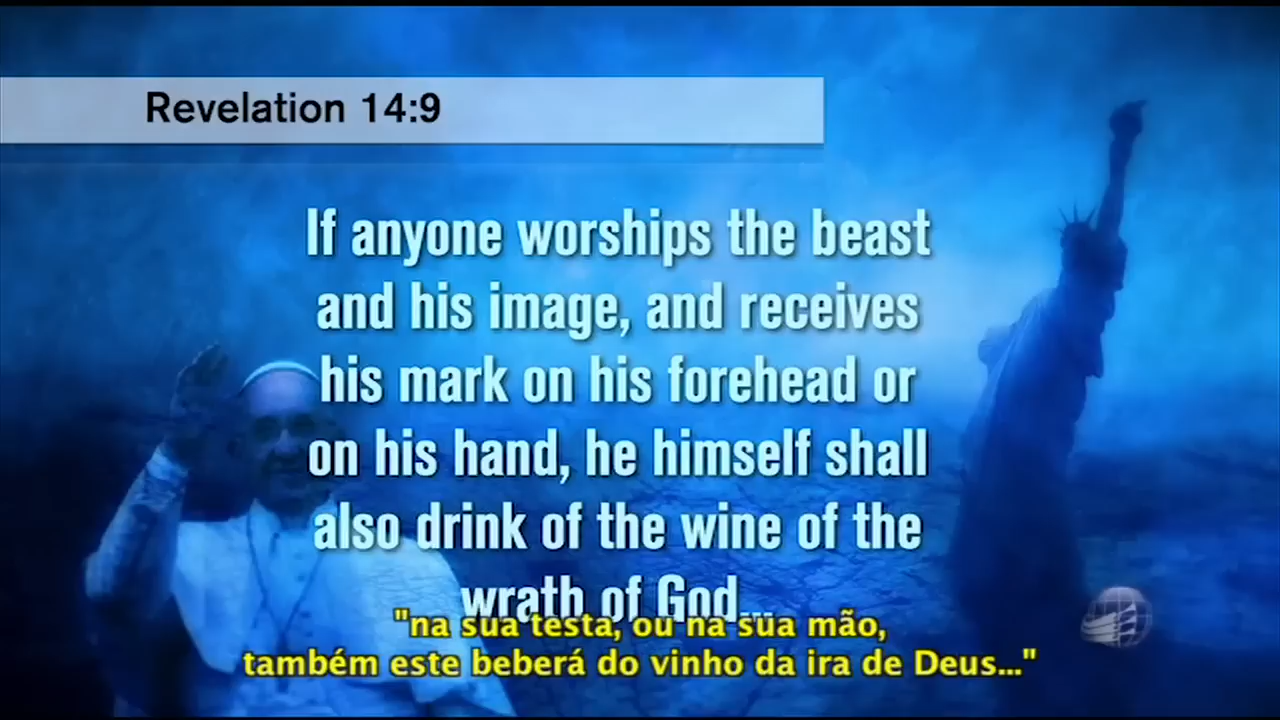 Revelation 14:9
If anyone worships the beast
and his image, and receives
his mark on his forehead or
on his hand, he himself shall
also drink of the wine of the
wrath of God...
"na sua testa, ou na sua mão,
também este beberá do vinho da ira de Deus..."